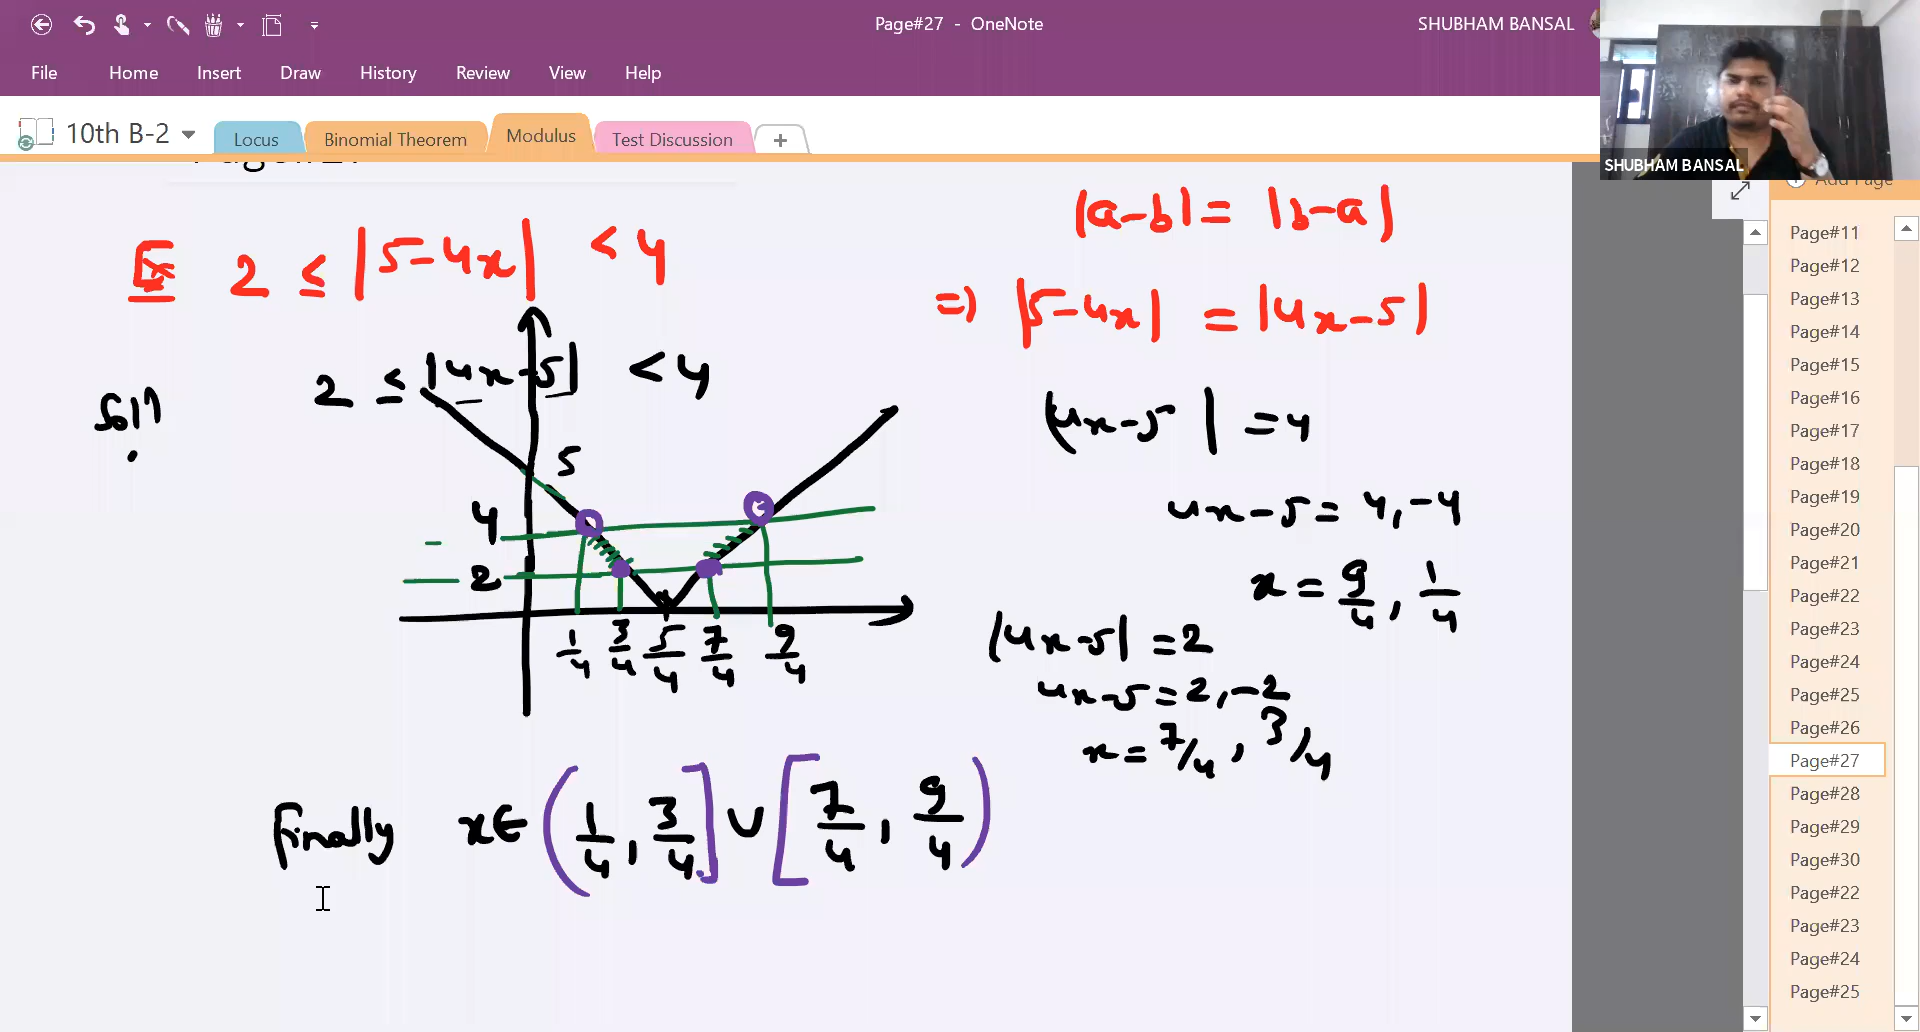 Page#27 - OneNote
SHUBHAM BANSAL
File Home Insert Draw History Review View Help
SHUBHAM BANSAL
10th B-2
Locus
Binomial Theorem
Modulus
Test Discussion
+
Add Page
Ex 2 ≤ |5-4x| < 4
|a-b| = |b-a|
=> |5-4x| = |4x-5|
Solⁿ 2 ≤ |4x-5| < 4
5
4
2
1/4 3/4 5/4 7/4 9/4
|4x-5| = 4
4x-5 = 4, -4
x = 9/4, 1/4
|4x-5| = 2
4x-5 = 2, -2
x = 7/4, 3/4
Finally x∈ (1/4, 3/4] ∪ [7/4, 9/4)
Page#11
Page#12
Page#13
Page#14
Page#15
Page#16
Page#17
Page#18
Page#19
Page#20
Page#21
Page#22
Page#23
Page#24
Page#25
Page#26
Page#27
Page#28
Page#29
Page#30
Page#22
Page#23
Page#24
Page#25